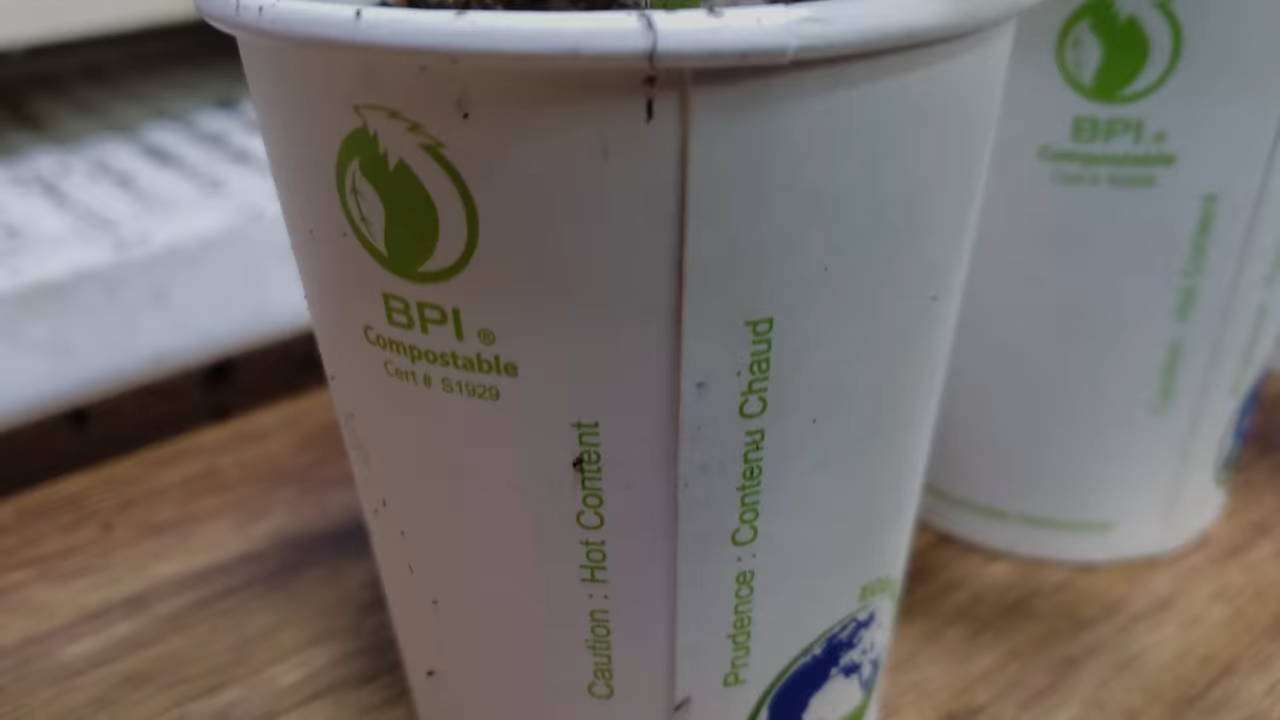 BPI ®
Compostable
Cert # S1929
Caution : Hot Content
Prudence : Contenu Chaud
BPI
Compostable